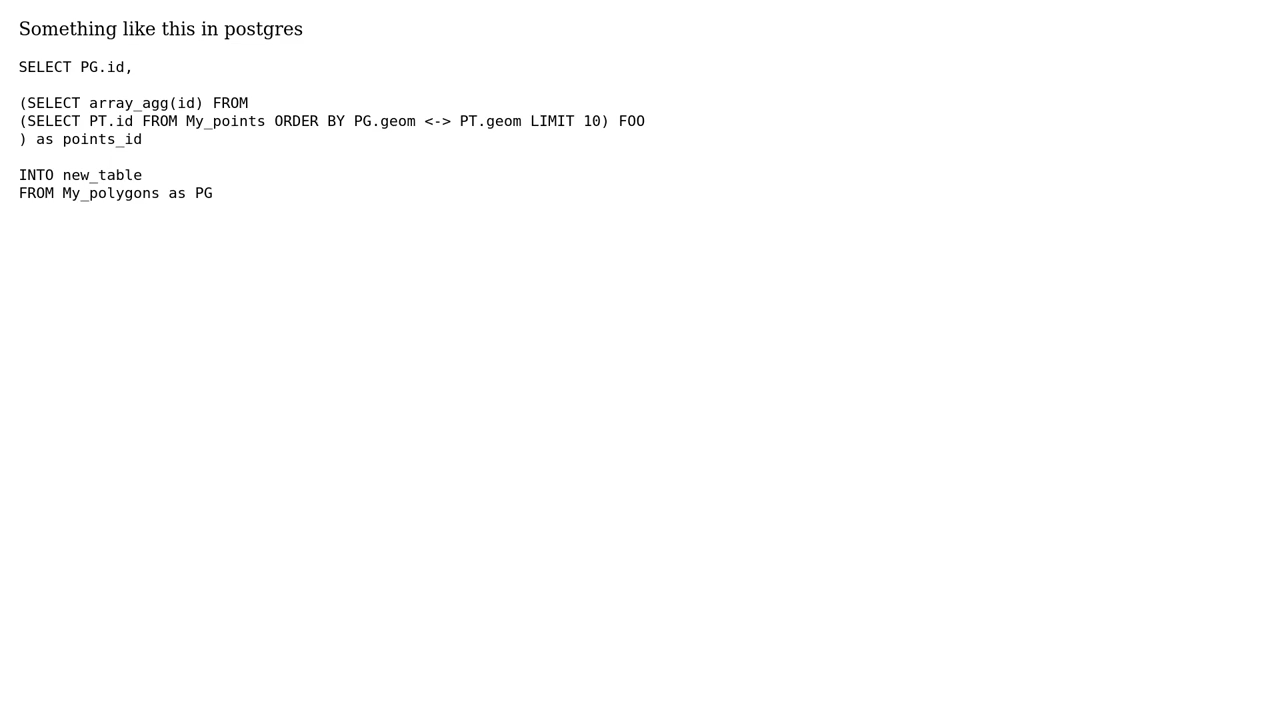 Something like this in postgres
SELECT PG.id,
(SELECT array_agg(id) FROM
(SELECT PT.id FROM My_points ORDER BY PG.geom <-> PT.geom LIMIT 10) FOO
) as points_id
INTO new_table
FROM My_polygons as PG